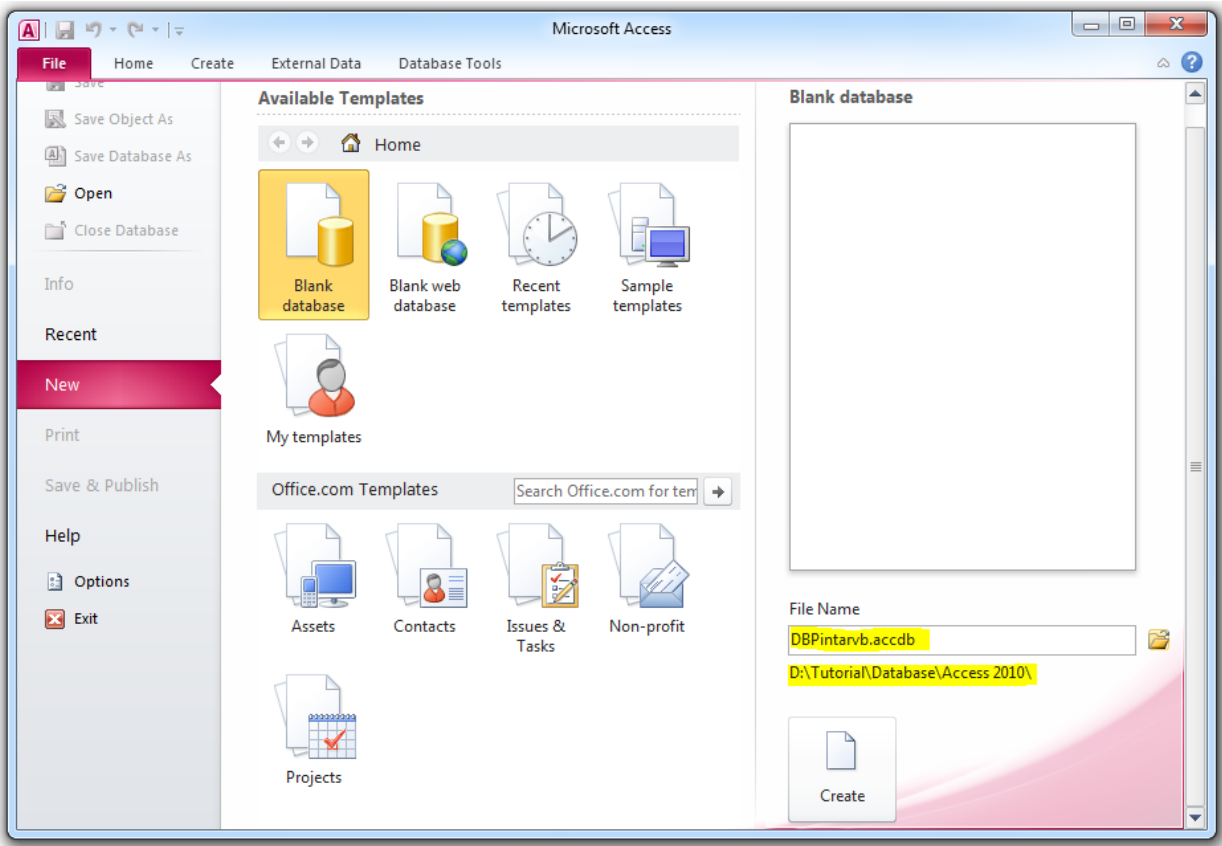 Microsoft Access
File Home Create External Data Database Tools
Save
Save Object As
Save Database As
Open
Close Database
Info
Recent
New
Print
Save & Publish
Help
Options
Exit
Available Templates
Home
Blank
database
Blank web
database
Recent
templates
Sample
templates
My templates
Office.com Templates
Search Office.com for tem
Assets
Contacts
Issues &
Tasks
Non-profit
Projects
Blank database
File Name
DBPintarvb.accdb
D:\Tutorial\Database\Access 2010\
Create